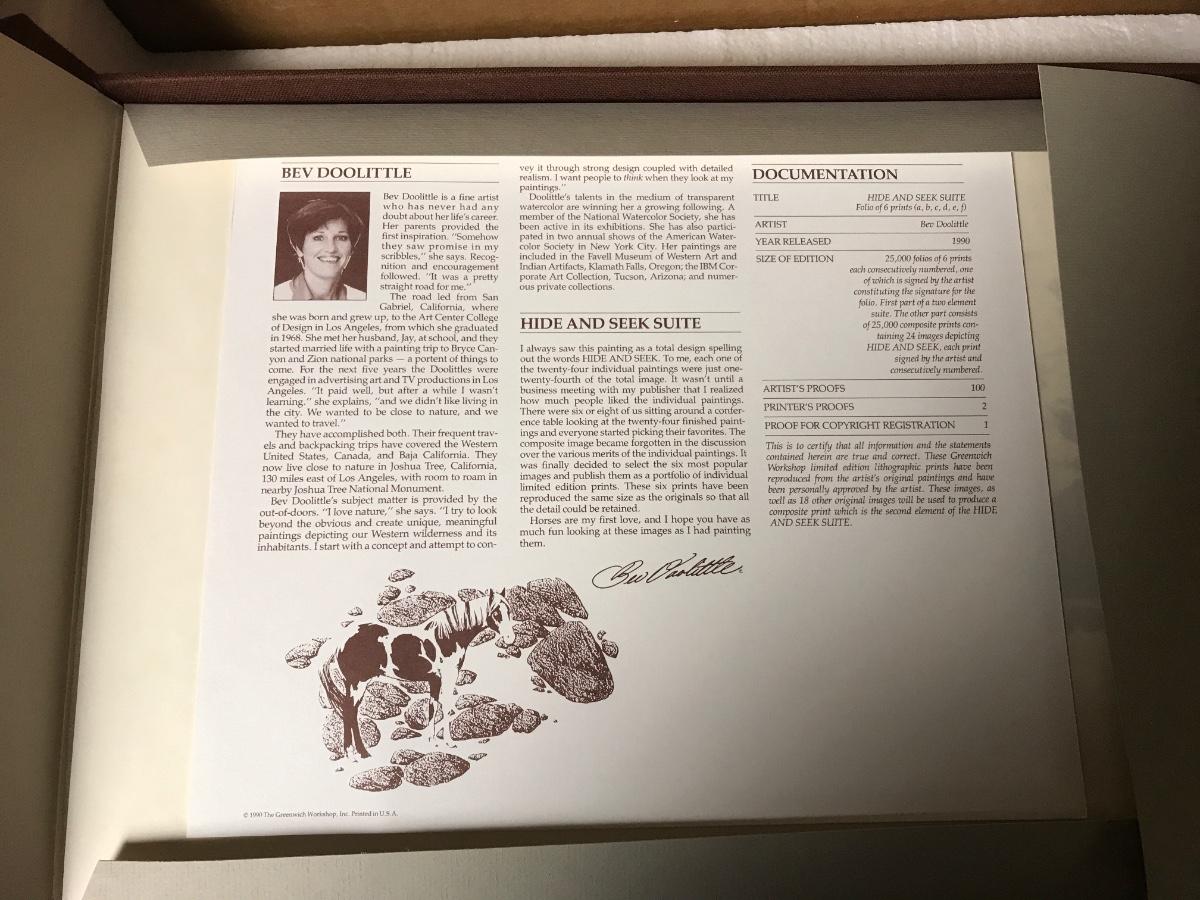 BEV DOOLITTLE
Bev Doolittle is a fine artist
who has never had any
doubt about her life's career.
Her parents provided the
first inspiration. "Somehow
they saw promise in my
scribbles," she says. Recog-
nition and encouragement
followed. "It was a pretty
straight road for me."
The road led from San
Gabriel, California, where
she was born and grew up, to the Art Center College
of Design in Los Angeles, from which she graduated
in 1968. She met her husband, Jay, at school, and they
started married life with a painting trip to Bryce Can-
yon and Zion national parks — a portent of things to
come. For the next five years the Doolittles were
engaged in advertising art and TV productions in Los
Angeles. "It paid well, but after a while I wasn't
learning," she explains, "and we didn't like living in
the city. We wanted to be close to nature, and we
wanted to travel."
They have accomplished both. Their frequent trav-
els and backpacking trips have covered the Western
United States, Canada, and Baja California. They
now live close to nature in Joshua Tree, California,
130 miles east of Los Angeles, with room to roam in
nearby Joshua Tree National Monument.
Bev Doolittle's subject matter is provided by the
out-of-doors. "I love nature," she says. "I try to look
beyond the obvious and create unique, meaningful
paintings depicting our Western wilderness and its
inhabitants. I start with a concept and attempt to con-
vey it through strong design coupled with detailed
realism. I want people to think when they look at my
paintings."
Doolittle's talents in the medium of transparent
watercolor are winning her a growing following. A
member of the National Watercolor Society, she has
been active in its exhibitions. She has also partici-
pated in two annual shows of the American Water-
color Society in New York City. Her paintings are
included in the Favell Museum of Western Art and
Indian Artifacts, Klamath Falls, Oregon; the IBM Cor-
porate Art Collection, Tucson, Arizona; and numer-
ous private collections.
HIDE AND SEEK SUITE
I always saw this painting as a total design spelling
out the words HIDE AND SEEK. To me, each one of
the twenty-four individual paintings were just one-
twenty-fourth of the total image. It wasn't until a
business meeting with my publisher that I realized
how much people liked the individual paintings.
There were six or eight of us sitting around a confer-
ence table looking at the twenty-four finished paint-
ings and everyone started picking their favorites. The
composite image became forgotten in the discussion
over the various merits of the individual paintings. It
was finally decided to select the six most popular
images and publish them as a portfolio of individual
limited edition prints. These six prints have been
reproduced the same size as the originals so that all
the detail could be retained.
Horses are my first love, and I hope you have as
much fun looking at these images as I had painting
them.
Bev Doolittle
DOCUMENTATION
TITLE HIDE AND SEEK SUITE
Folio of 6 prints (a, b, c, d, e, f)
ARTIST Bev Doolittle
YEAR RELEASED 1990
SIZE OF EDITION 25,000 folios of 6 prints
each consecutively numbered, one
of which is signed by the artist
constituting the signature for the
folio. First part of a two element
suite. The other part consists
of 25,000 composite prints con-
taining 24 images depicting
HIDE AND SEEK, each print
signed by the artist and
consecutively numbered.
ARTIST'S PROOFS 100
PRINTER'S PROOFS 2
PROOF FOR COPYRIGHT REGISTRATION 1
This is to certify that all information and the statements
contained herein are true and correct. These Greenwich
Workshop limited edition lithographic prints have been
reproduced from the artist's original paintings and have
been personally approved by the artist. These images, as
well as 18 other original images will be used to produce a
composite print which is the second element of the HIDE
AND SEEK SUITE.
© 1990 The Greenwich Workshop, Inc. Printed in U.S.A.